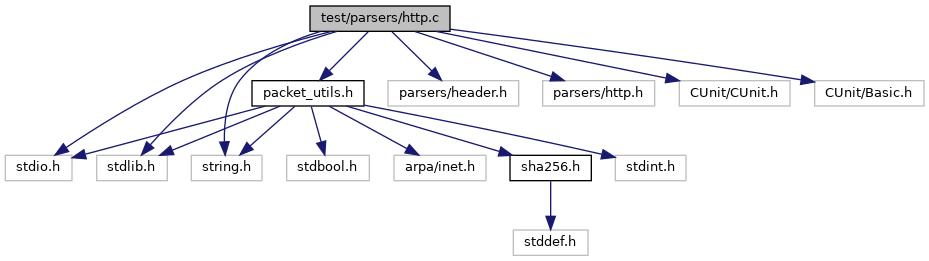 test/parsers/http.c
packet_utils.h
parsers/header.h
parsers/http.h
CUnit/CUnit.h
CUnit/Basic.h
stdio.h
stdlib.h
string.h
stdbool.h
arpa/inet.h
sha256.h
stdint.h
stddef.h